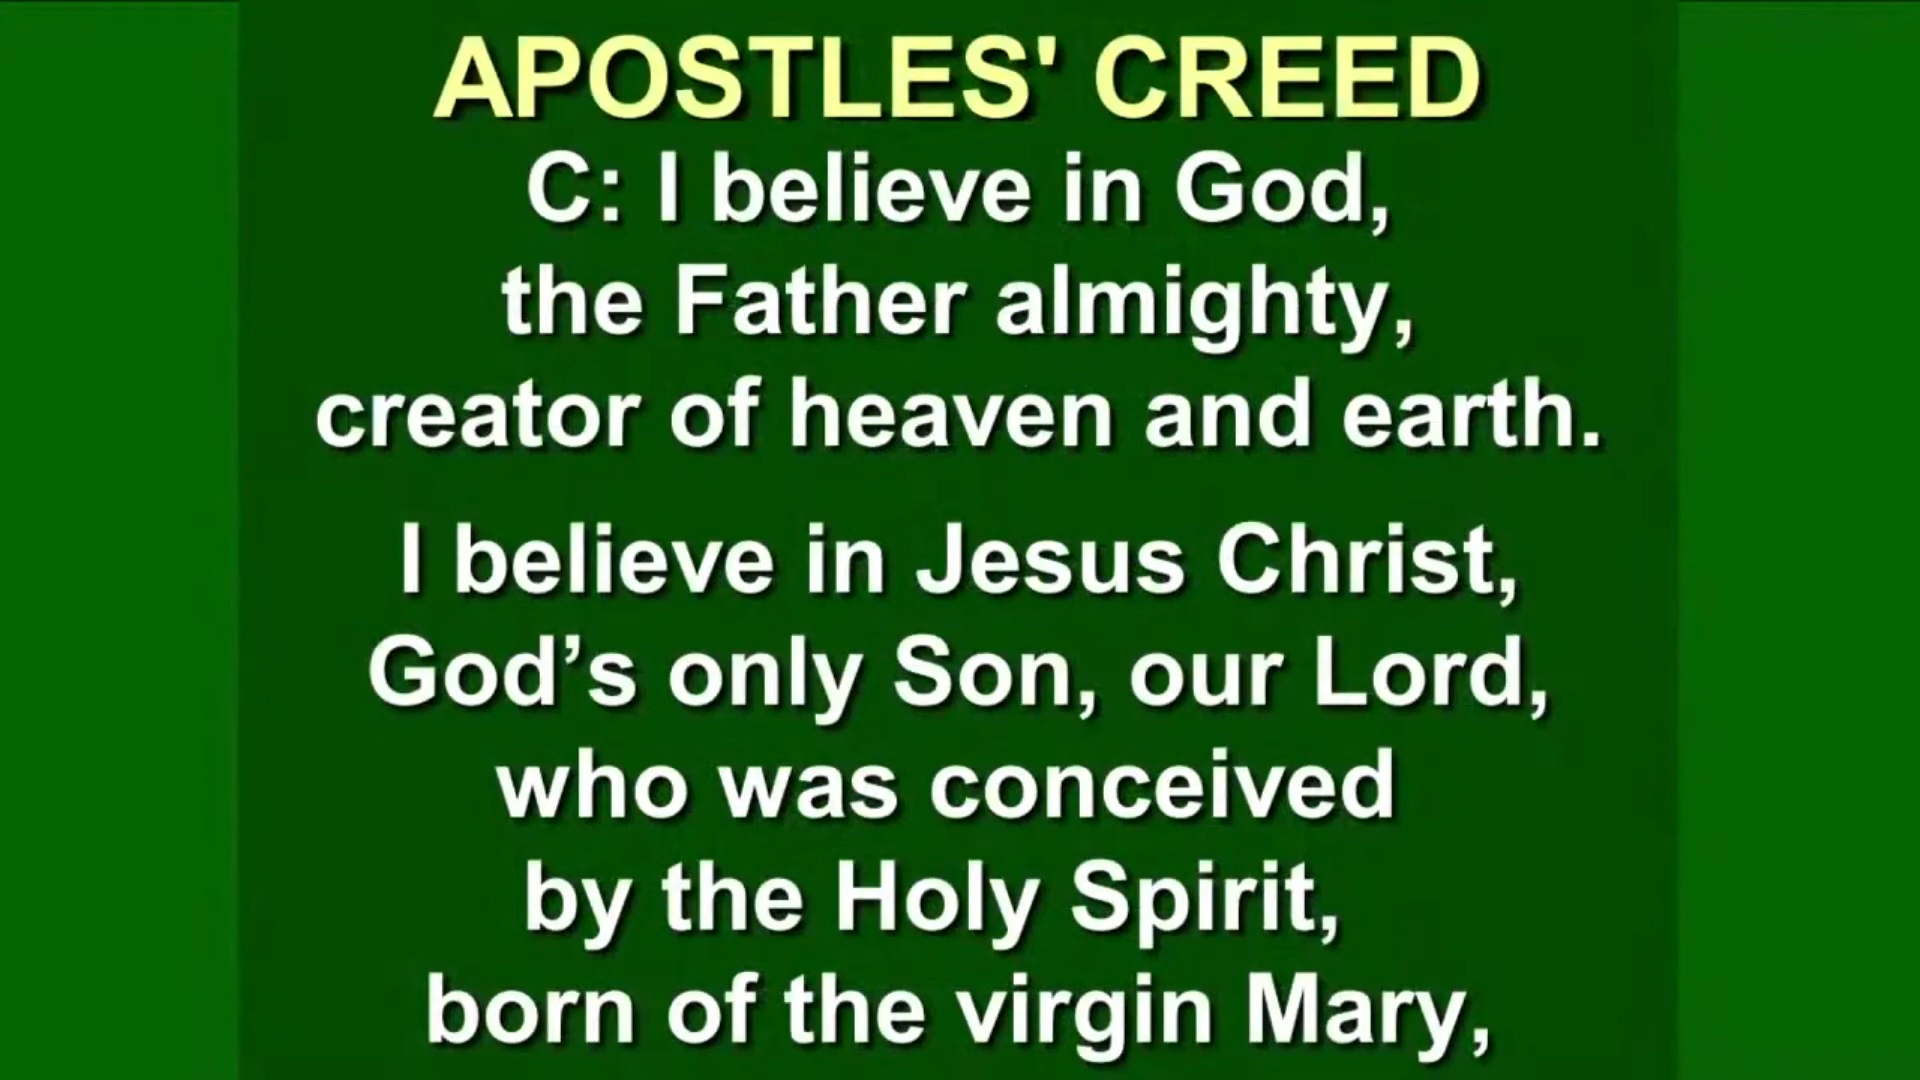 APOSTLES' CREED
C: I believe in God,
the Father almighty,
creator of heaven and earth.
I believe in Jesus Christ,
God’s only Son, our Lord,
who was conceived
by the Holy Spirit,
born of the virgin Mary,